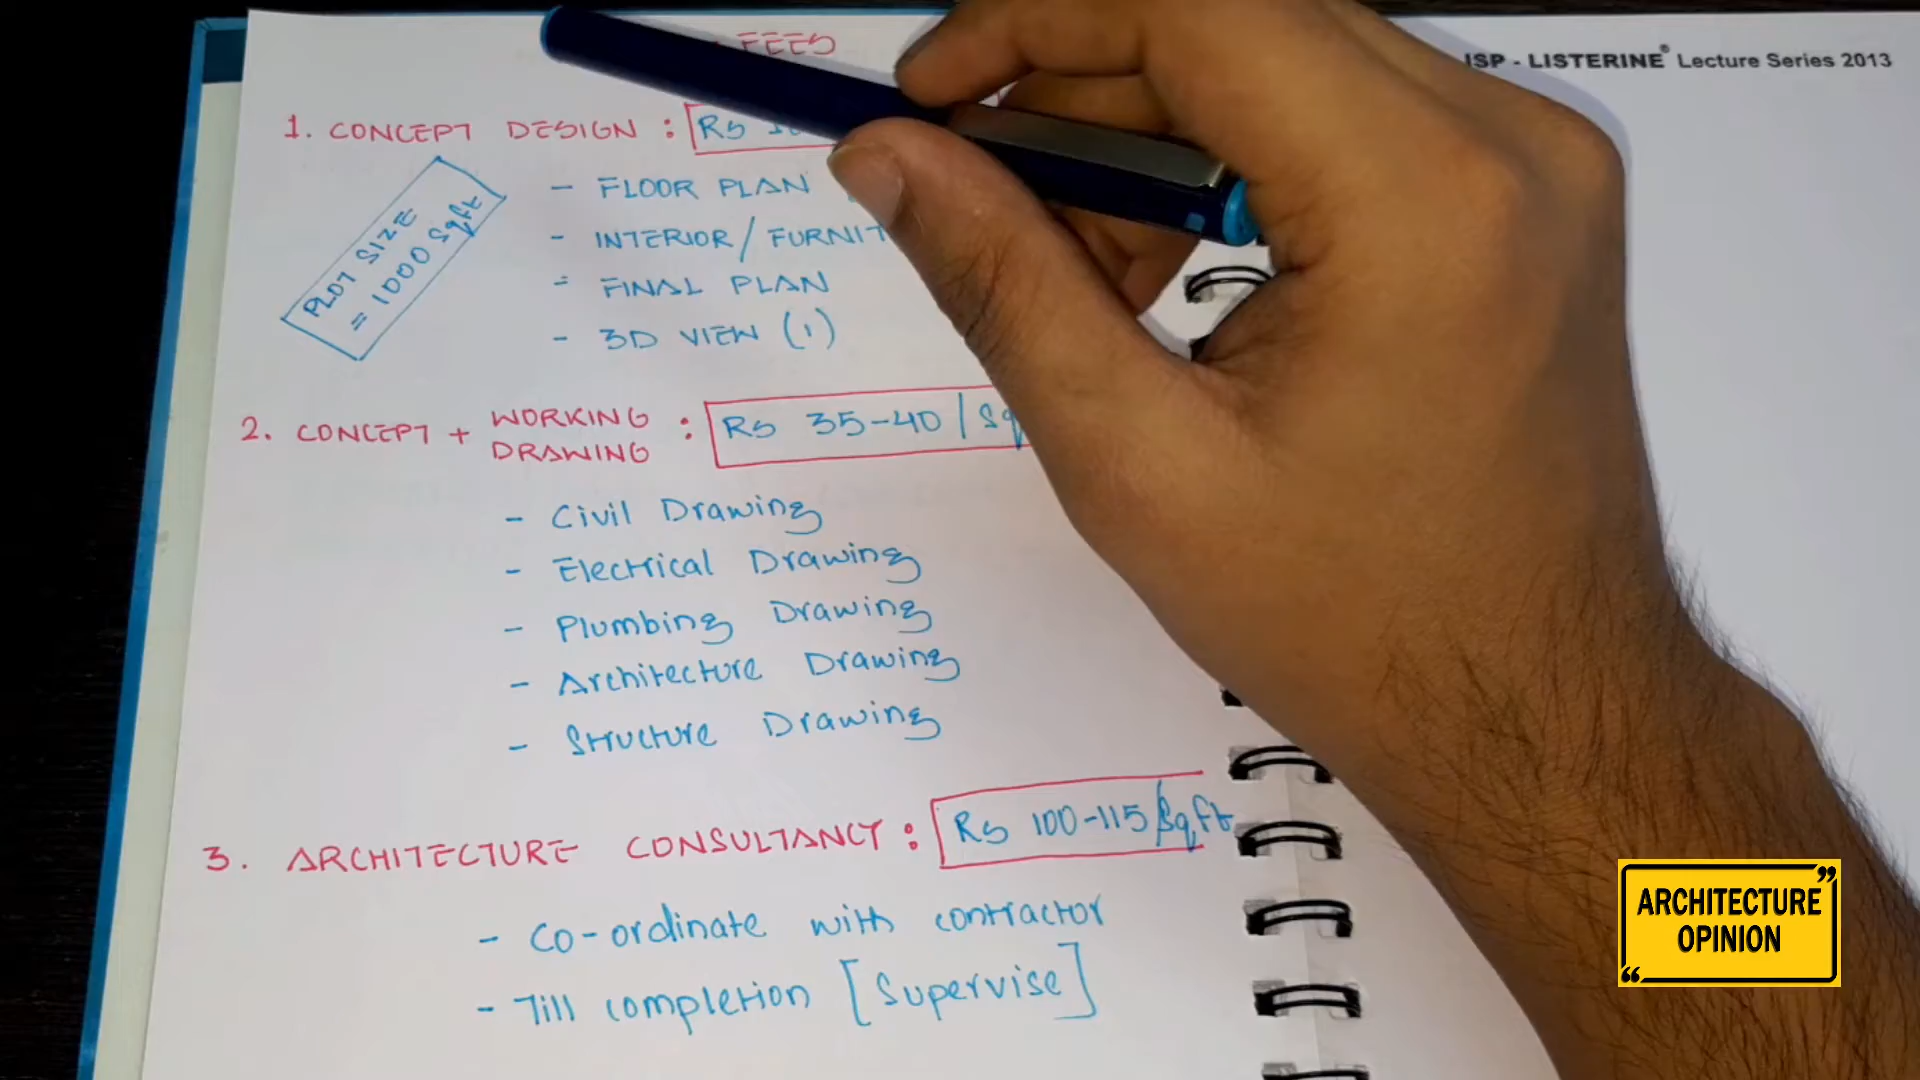 FEES
ISP - LISTERINE® Lecture Series 2013
1. CONCEPT DESIGN : Rs
PLOT SIZE
= 1000 sqft
- FLOOR PLAN
- INTERIOR / FURNIT
- FINAL PLAN
- 3D VIEW (1)
2. CONCEPT + WORKING DRAWING : Rs 35-40 / Sq
- Civil Drawing
- Electrical Drawing
- Plumbing Drawing
- Architecture Drawing
- Structure Drawing
3. ARCHITECTURE CONSULTANCY : Rs 100-115/Sqft
- Co-ordinate with contractor
- Till completion [Supervise]
ARCHITECTURE
OPINION